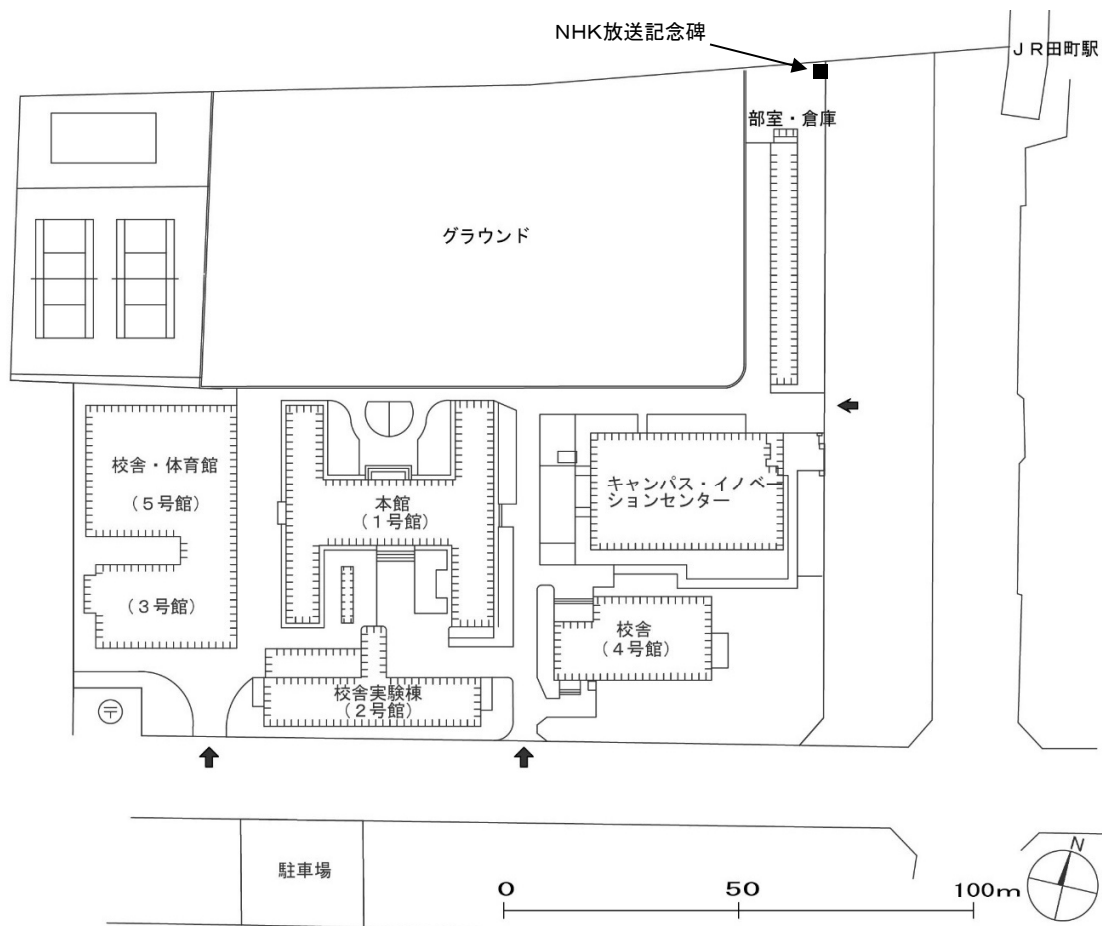 NHK放送記念碑
JR田町駅
部室・倉庫
グラウンド
校舎・体育館
(5号館)
(3号館)
本館
(1号館)
キャンパス・イノベー
ションセンター
校舎
(4号館)
校舎実験棟
(2号館)
〒
駐車場
0 50 100m
N